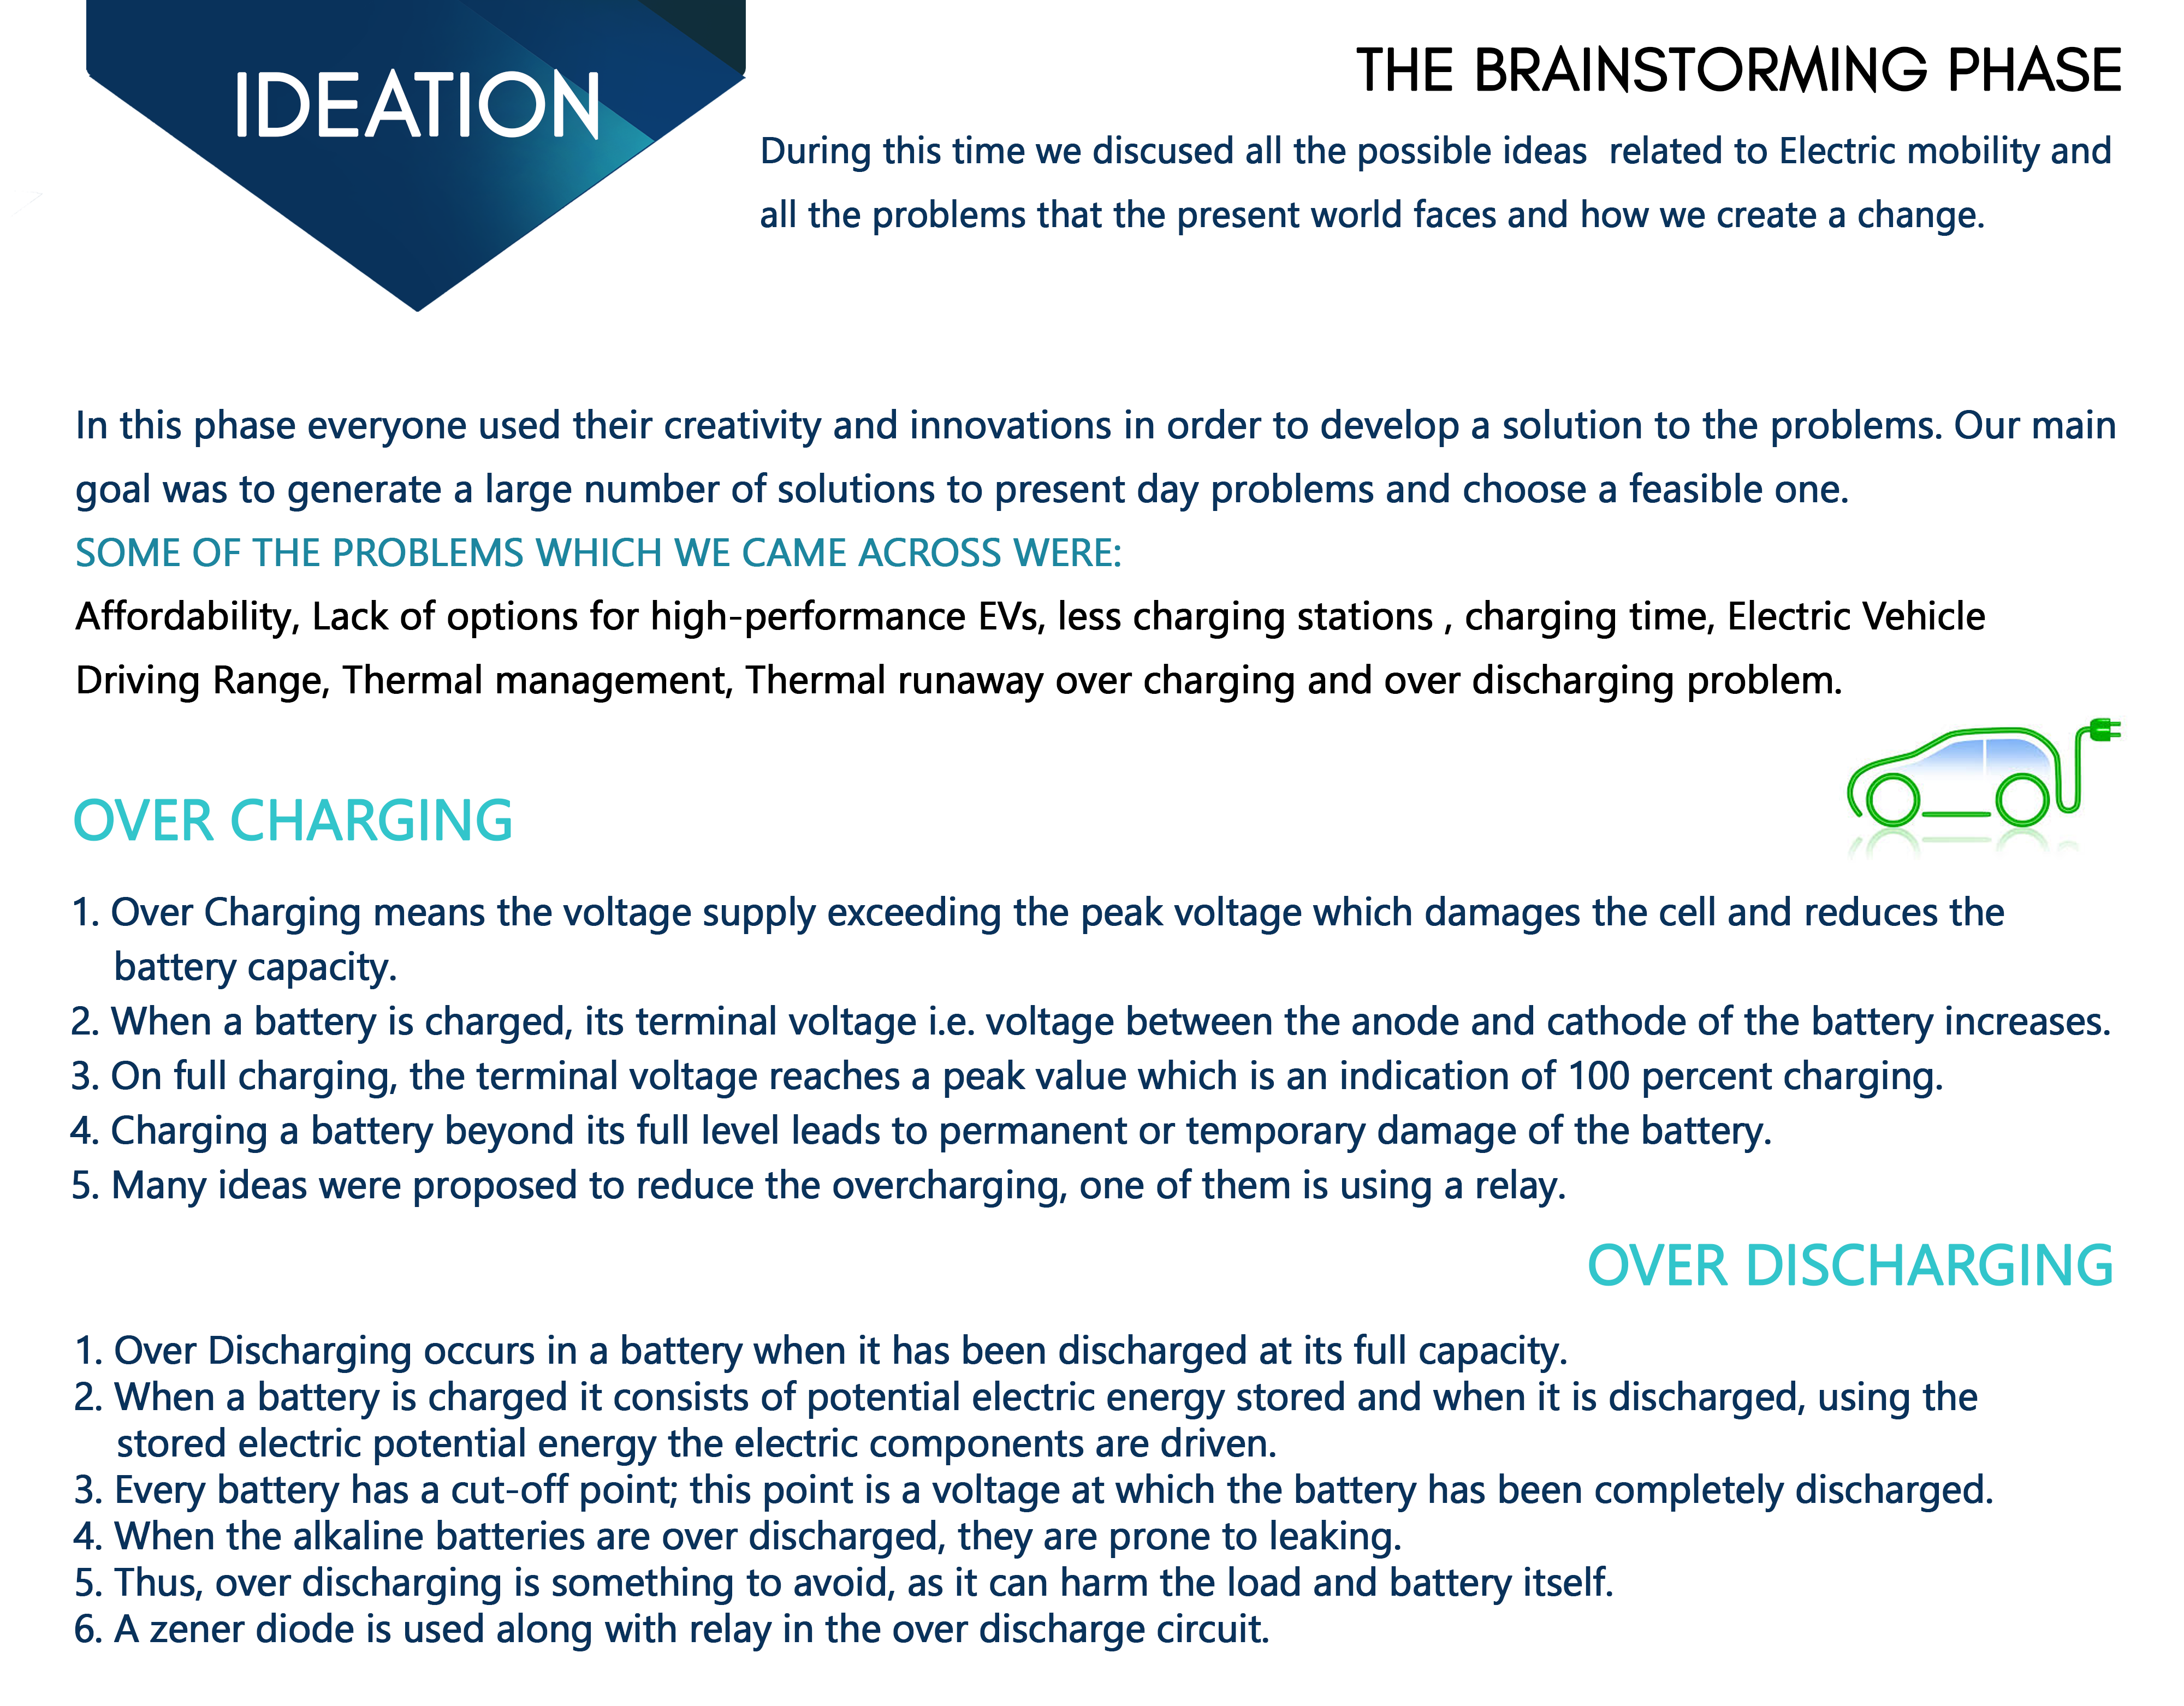 IDEATION
THE BRAINSTORMING PHASE
During this time we discused all the possible ideas  related to Electric mobility and
all the problems that the present world faces and how we create a change.
In this phase everyone used their creativity and innovations in order to develop a solution to the problems. Our main
goal was to generate a large number of solutions to present day problems and choose a feasible one.
SOME OF THE PROBLEMS WHICH WE CAME ACROSS WERE:
Affordability, Lack of options for high-performance EVs, less charging stations , charging time, Electric Vehicle
Driving Range, Thermal management, Thermal runaway over charging and over discharging problem.
OVER CHARGING
1. Over Charging means the voltage supply exceeding the peak voltage which damages the cell and reduces the
battery capacity.
2. When a battery is charged, its terminal voltage i.e. voltage between the anode and cathode of the battery increases.
3. On full charging, the terminal voltage reaches a peak value which is an indication of 100 percent charging.
4. Charging a battery beyond its full level leads to permanent or temporary damage of the battery.
5. Many ideas were proposed to reduce the overcharging, one of them is using a relay.
OVER DISCHARGING
1. Over Discharging occurs in a battery when it has been discharged at its full capacity.
2. When a battery is charged it consists of potential electric energy stored and when it is discharged, using the
stored electric potential energy the electric components are driven.
3. Every battery has a cut-off point; this point is a voltage at which the battery has been completely discharged.
4. When the alkaline batteries are over discharged, they are prone to leaking.
5. Thus, over discharging is something to avoid, as it can harm the load and battery itself.
6. A zener diode is used along with relay in the over discharge circuit.